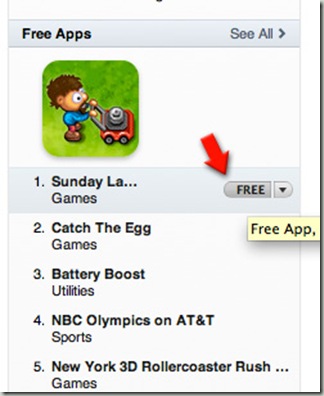 Free Apps See All >
1. Sunday La...
Games
FREE
Free App,
2. Catch The Egg
Games
3. Battery Boost
Utilities
4. NBC Olympics on AT&T
Sports
5. New York 3D Rollercoaster Rush ...
Games